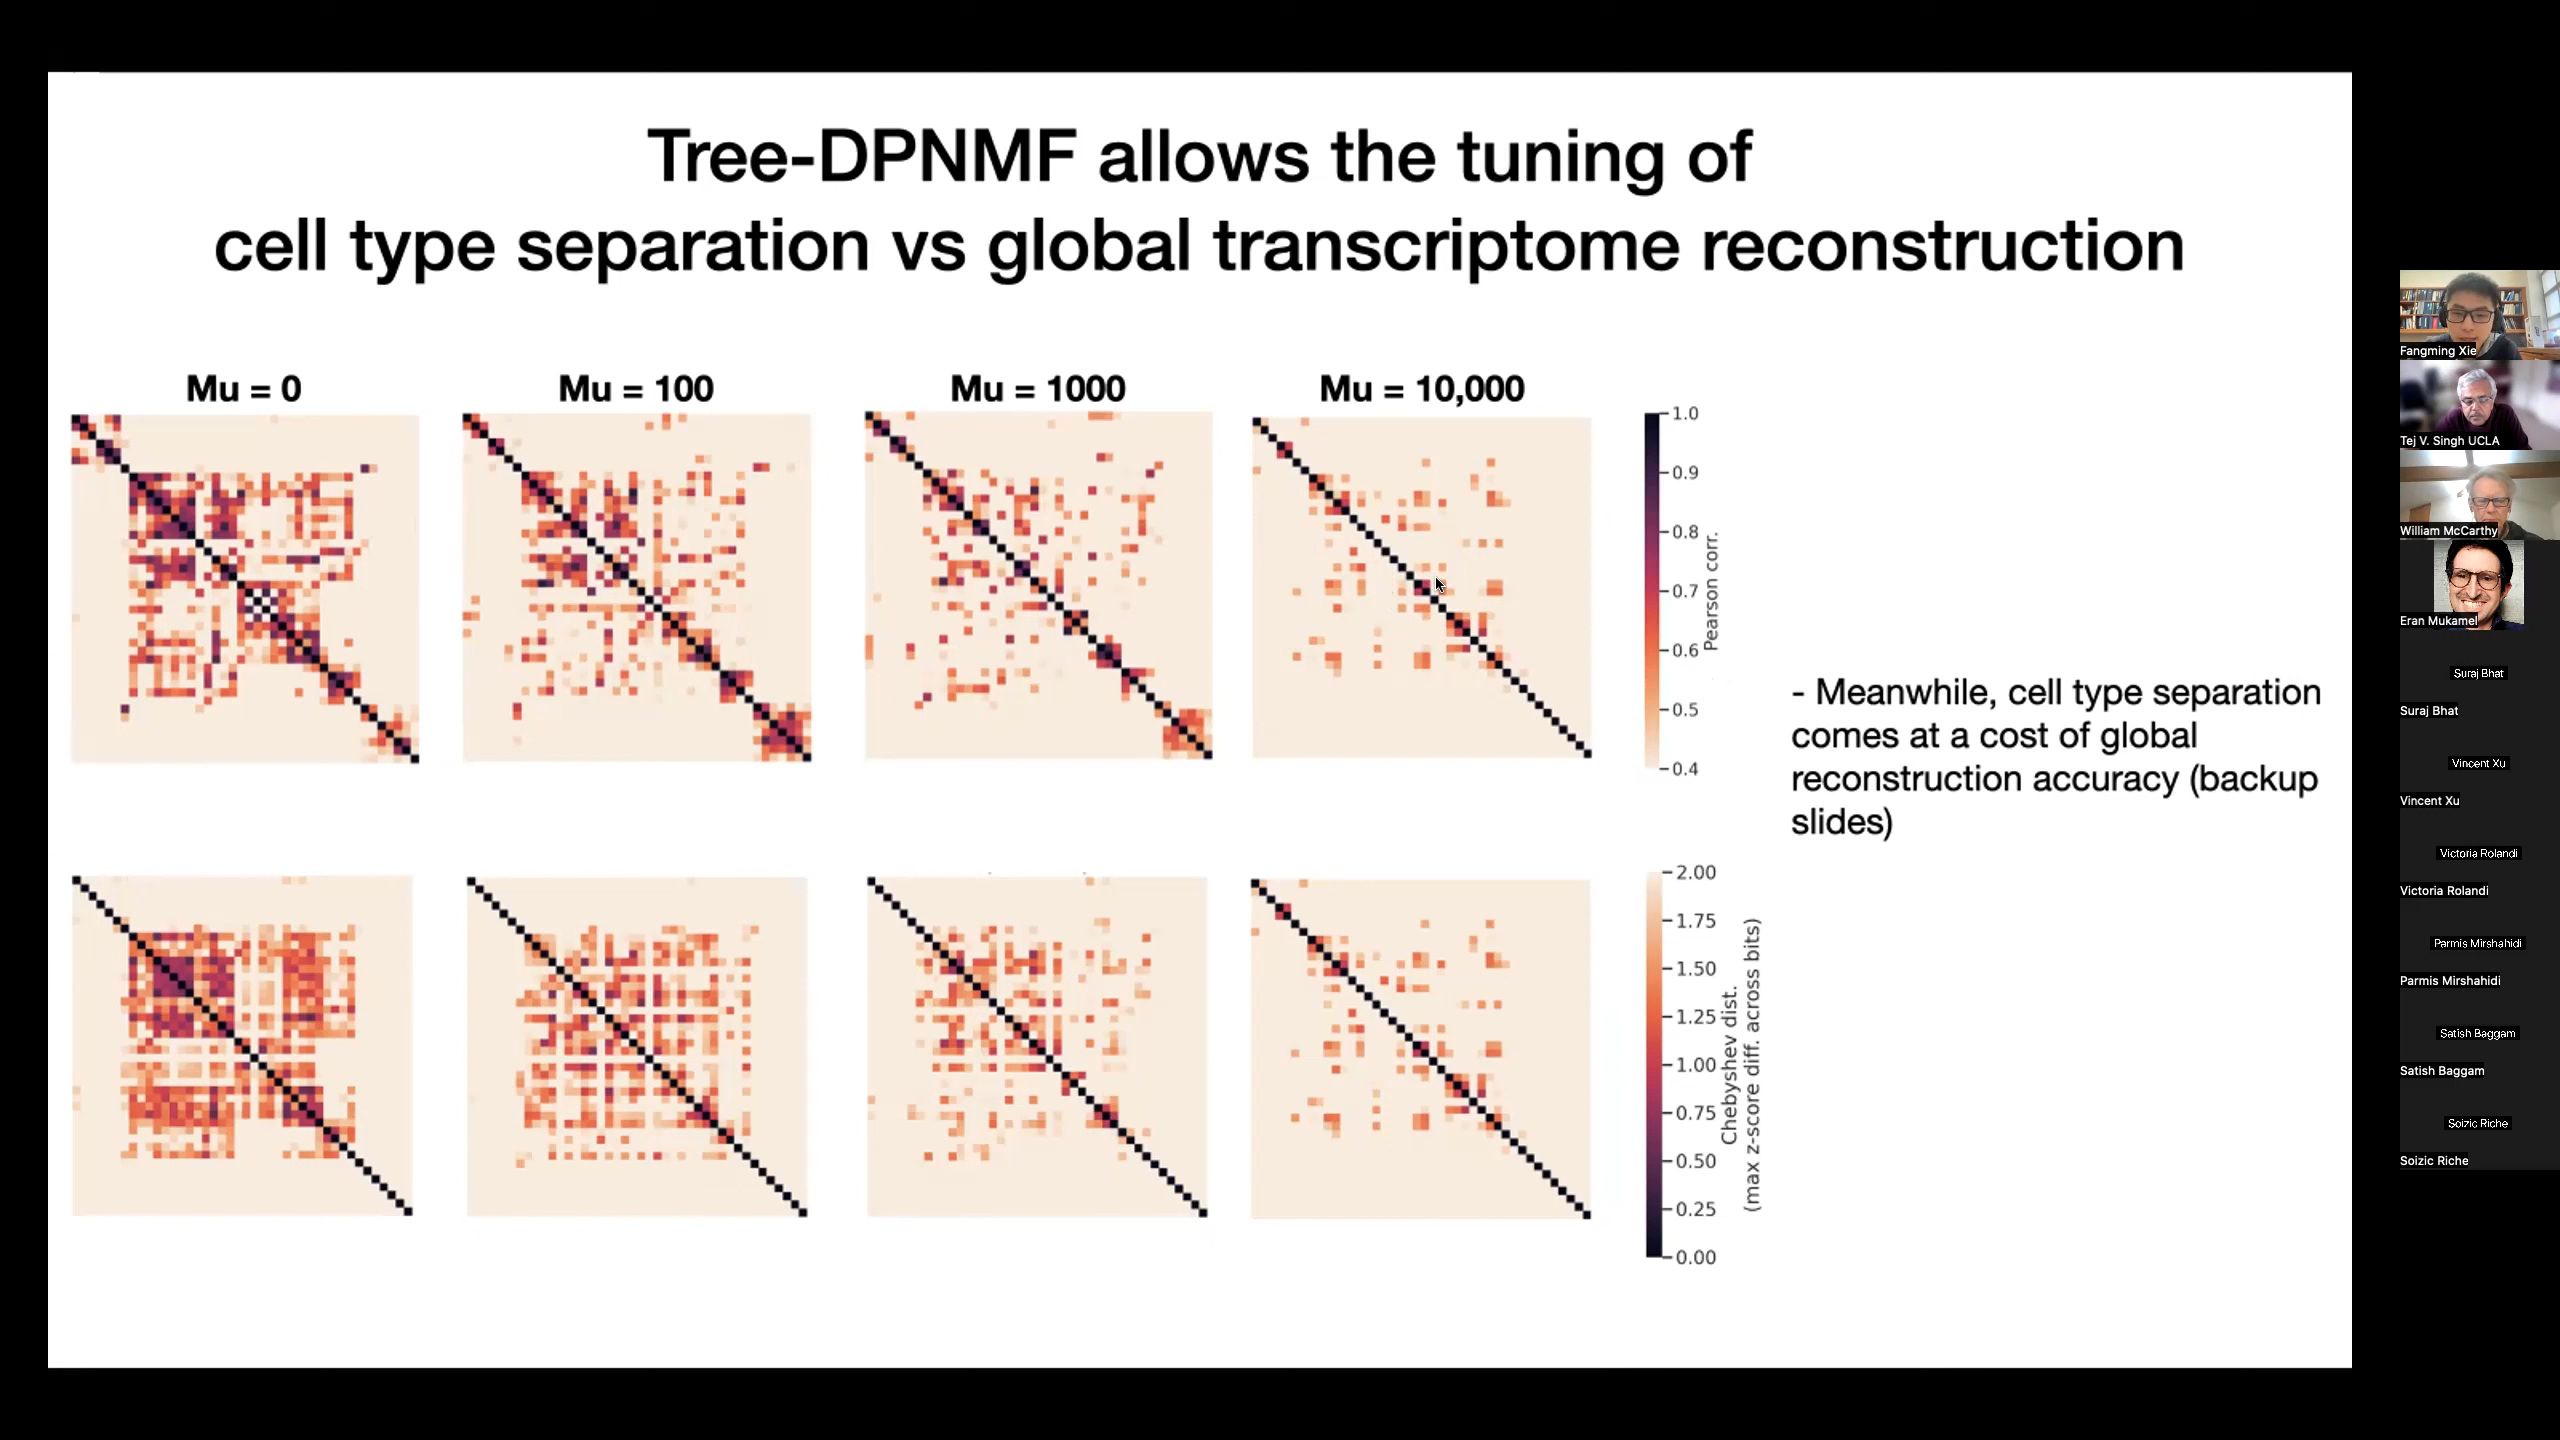 Tree-DPNMF allows the tuning of
cell type separation vs global transcriptome reconstruction
Mu = 0
Mu = 100
Mu = 1000
Mu = 10,000
1.0
0.9
0.8
0.7
0.6
0.5
0.4
Pearson corr.
- Meanwhile, cell type separation
comes at a cost of global
reconstruction accuracy (backup
slides)
2.00
1.75
1.50
1.25
1.00
0.75
0.50
0.25
0.00
Chebyshev dist.
(max z-score diff. across bits)
Fangming Xie
Tej V. Singh UCLA
William McCarthy
Eran Mukamel
Suraj Bhat
Suraj Bhat
Vincent Xu
Vincent Xu
Victoria Rolandi
Victoria Rolandi
Parmis Mirshahidi
Parmis Mirshahidi
Satish Baggam
Satish Baggam
Soizic Riche
Soizic Riche